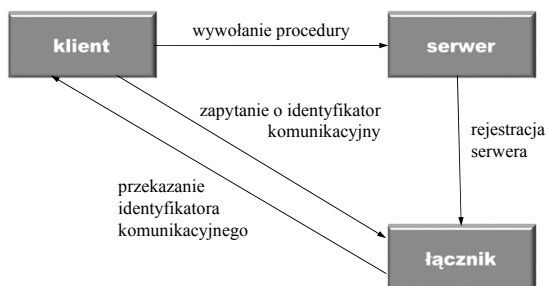 klient
wywołanie procedury
serwer
zapytanie o identyfikator
komunikacyjny
rejestracja
serwera
przekazanie
identyfikatora
komunikacyjnego
łącznik